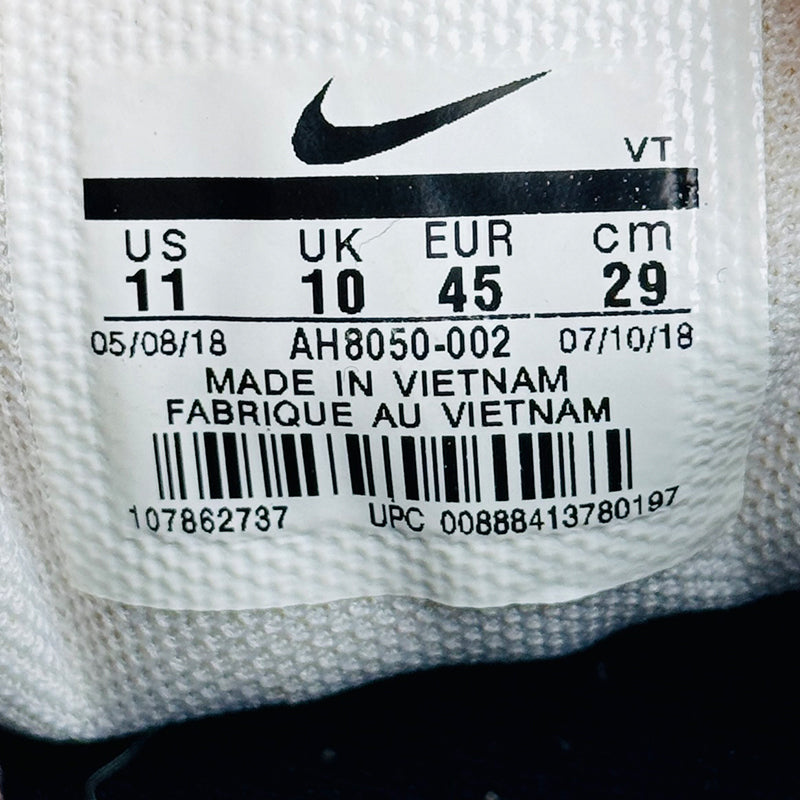 VT
US UK EUR cm
11 10 45 29
05/08/18 AH8050-002 07/10/18
MADE IN VIETNAM
FABRIQUE AU VIETNAM
107862737 UPC 00888413780197